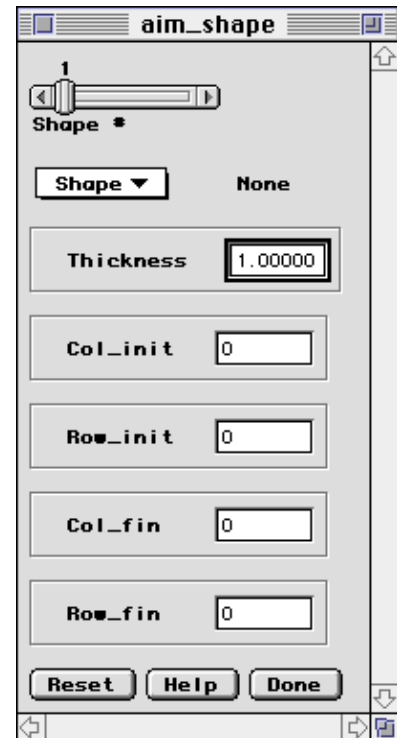 aim_shape
1
Shape #
Shape ▼ None
Thickness 1.00000
Col_init 0
Row_init 0
Col_fin 0
Row_fin 0
Reset Help Done